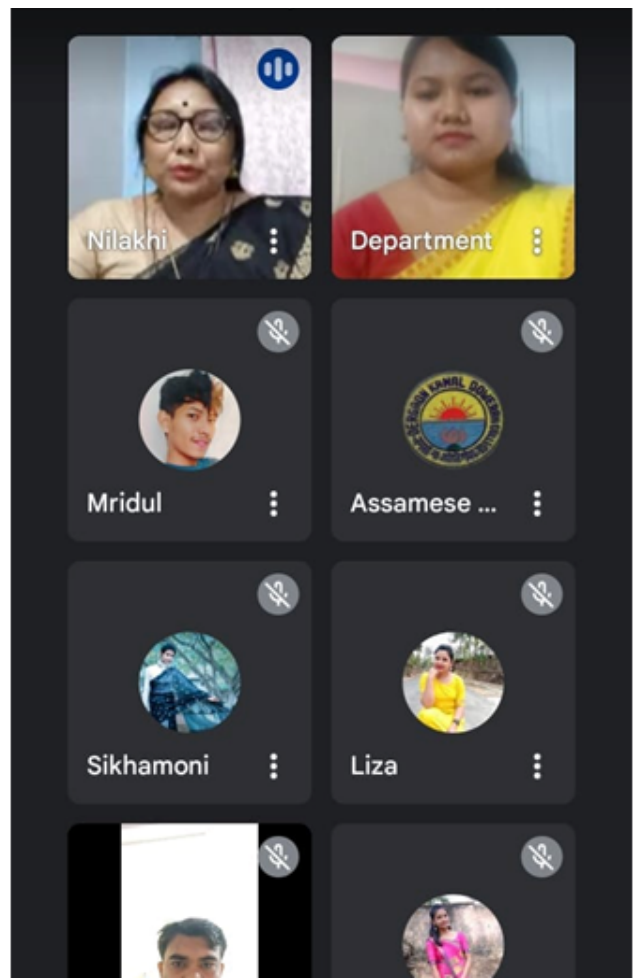 Nilakhi
Department
Mridul
Assamese ...
Sikhamoni
Liza